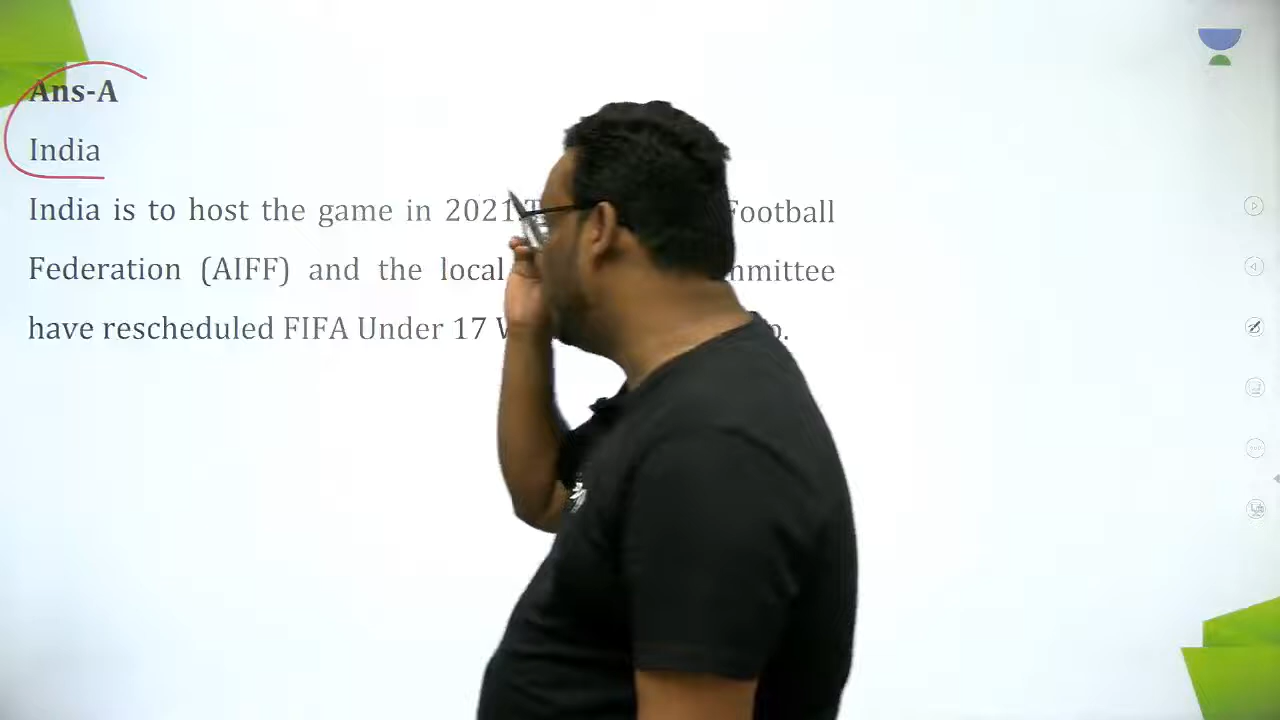 Ans-A
India
India is to host the game in 2021 Football
Federation (AIFF) and the local
have rescheduled FIFA Under 17